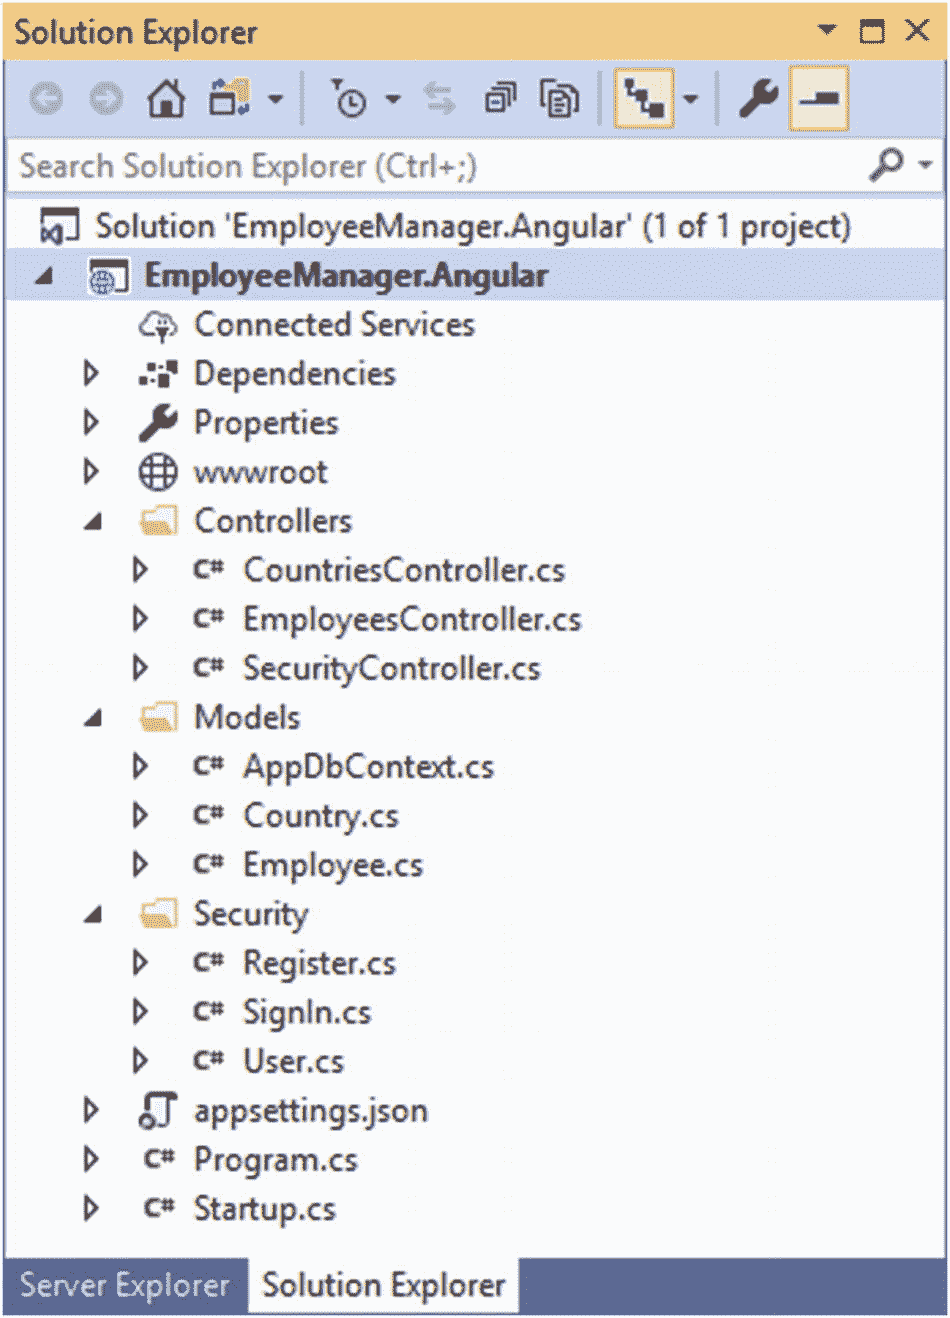 Solution Explorer
Search Solution Explorer (Ctrl+;)
Solution 'EmployeeManager.Angular' (1 of 1 project)
EmployeeManager.Angular
Connected Services
Dependencies
Properties
wwwroot
Controllers
C# CountriesController.cs
C# EmployeesController.cs
C# SecurityController.cs
Models
C# AppDbContext.cs
C# Country.cs
C# Employee.cs
Security
C# Register.cs
C# SignIn.cs
C# User.cs
appsettings.json
C# Program.cs
C# Startup.cs
Server Explorer Solution Explorer